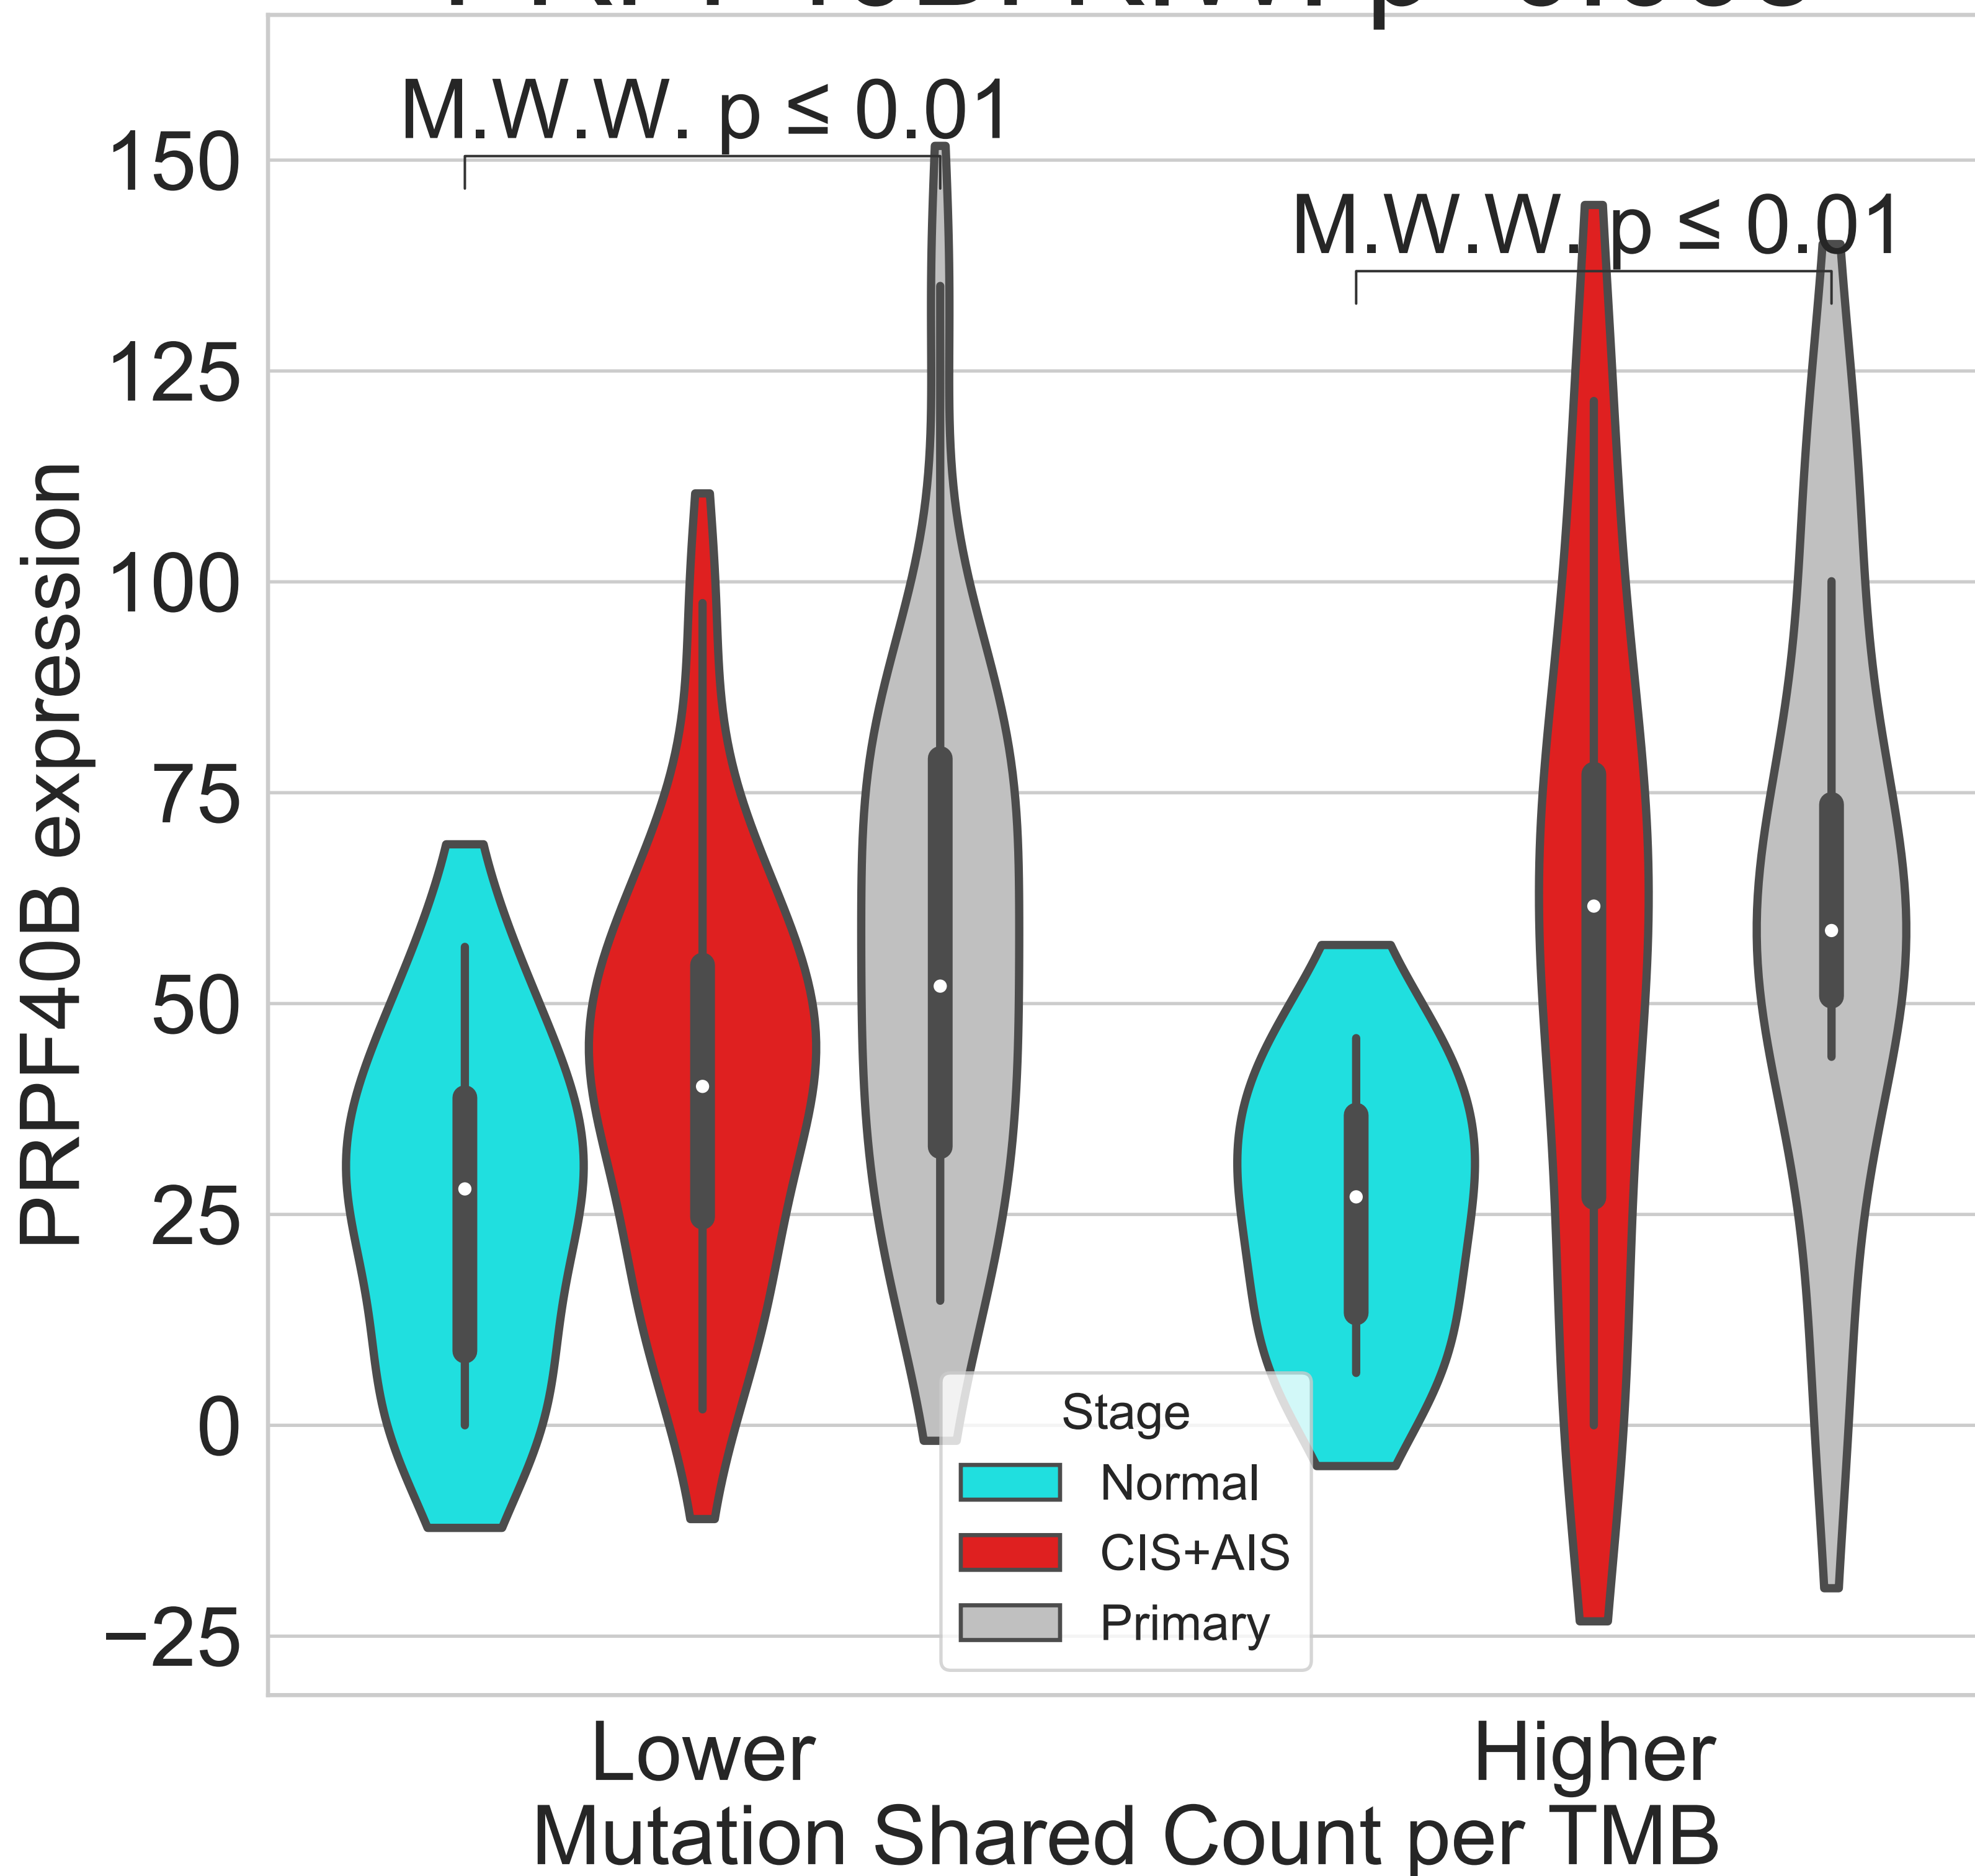 M.W.W. p ≤ 0.01
M.W.W. p ≤ 0.01
150
125
100
75
50
25
0
−25
PRPF40B expression
Stage
Normal
CIS+AIS
Primary
Lower
Higher
Mutation Shared Count per TMB